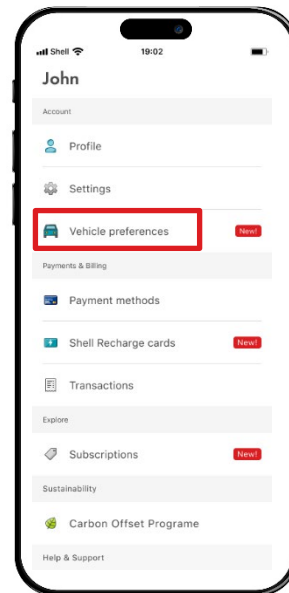 Shell 19:02
John
Account
Profile
Settings
Vehicle preferences New!
Payments & Billing
Payment methods
Shell Recharge cards New!
Transactions
Explore
Subscriptions New!
Sustainability
Carbon Offset Programe
Help & Support